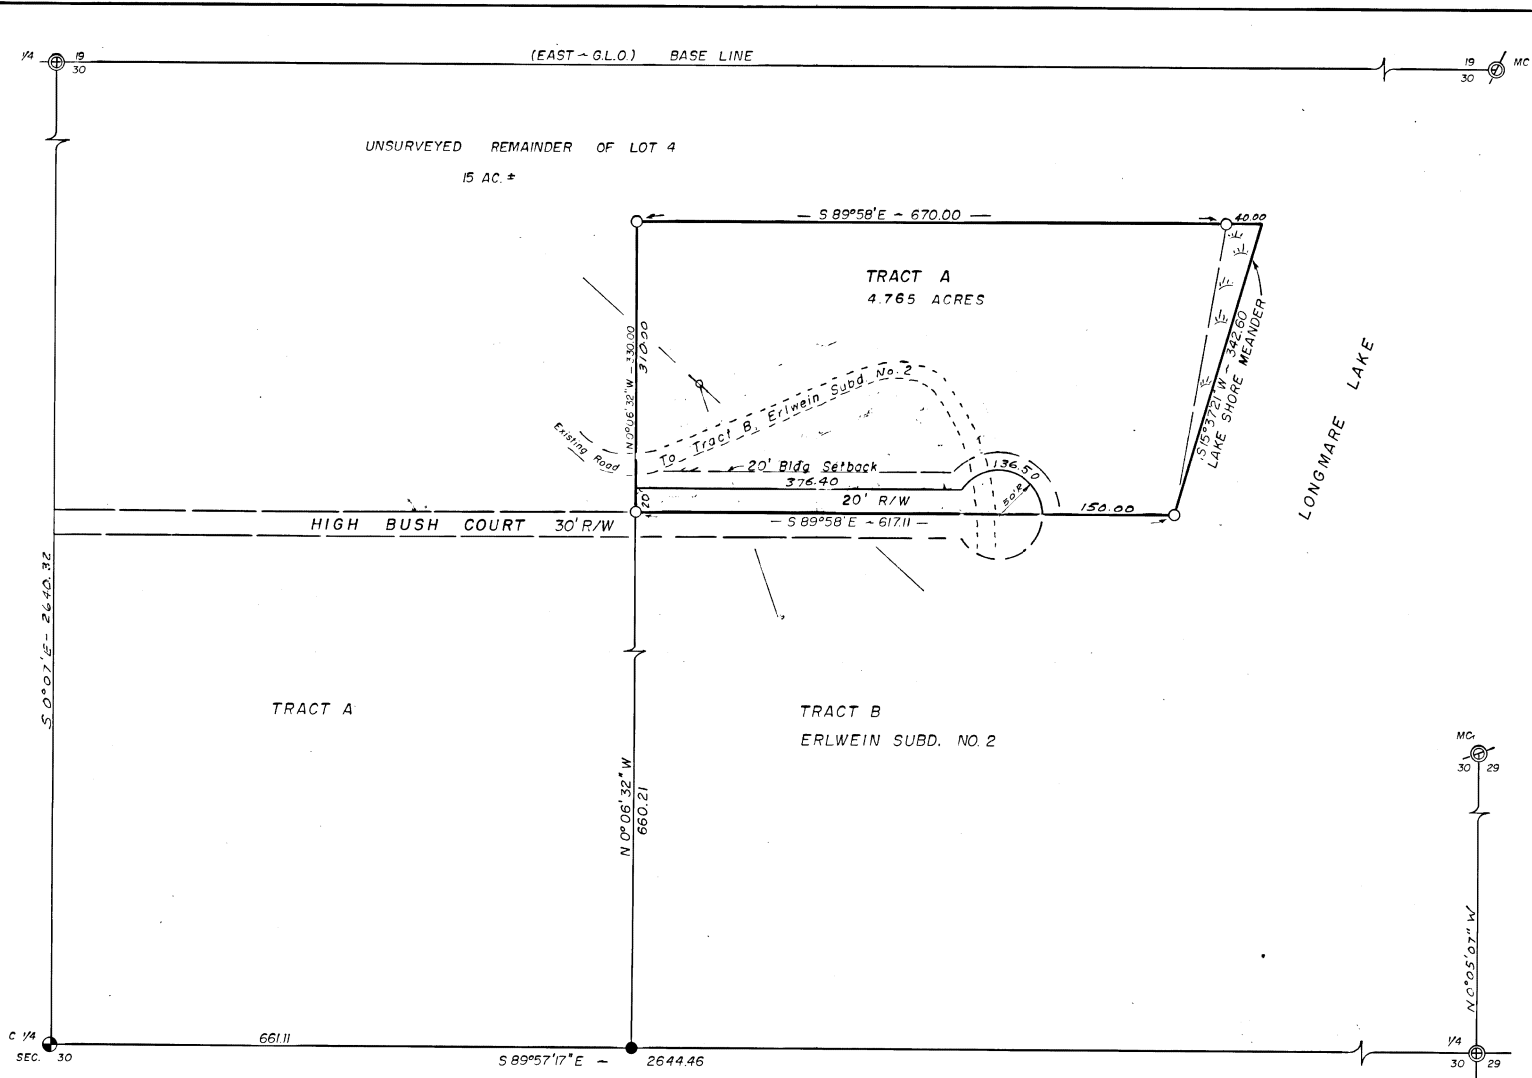 1/4
19
30
(EAST ~ G.L.O.) BASE LINE
19
30
MC
UNSURVEYED REMAINDER OF LOT 4
15 AC. ±
S 89°58' E ~ 670.00
40.00
TRACT A
4.765 ACRES
N 0°06'32" W - 330.00
310.00
S 15°37'21" W ~ 342.60
LAKE SHORE MEANDER
LONGMARE LAKE
To Tract B, Erlwein Subd. No. 2
Existing Road
20' Bldg Setback
376.40
136.50
50' R
20'
20' R/W
S 89°58' E ~ 617.11
150.00
HIGH BUSH COURT 30' R/W
S 0°07' E - 2640.32
TRACT A
TRACT B
ERLWEIN SUBD. NO. 2
N 0°06'32" W
660.21
MC
30
29
N 0°05'07" W
C 1/4
SEC. 30
661.11
S 89°57'17" E ~ 2644.46
1/4
30
29